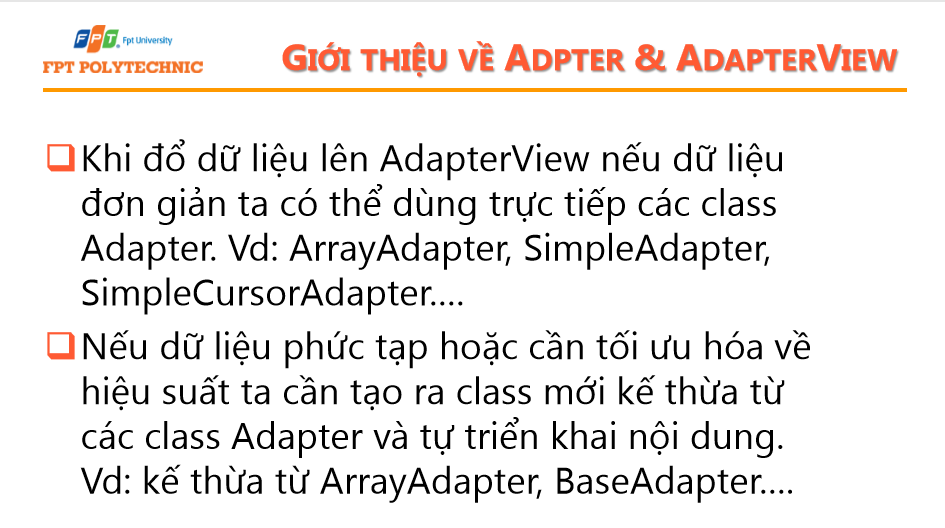 FPT. Fpt University
FPT POLYTECHNIC
GIỚI THIỆU VỀ ADPTER & ADAPTERVIEW
Khi đổ dữ liệu lên AdapterView nếu dữ liệu
đơn giản ta có thể dùng trực tiếp các class
Adapter. Vd: ArrayAdapter, SimpleAdapter,
SimpleCursorAdapter....
Nếu dữ liệu phức tạp hoặc cần tối ưu hóa về
hiệu suất ta cần tạo ra class mới kế thừa từ
các class Adapter và tự triển khai nội dung.
Vd: kế thừa từ ArrayAdapter, BaseAdapter....